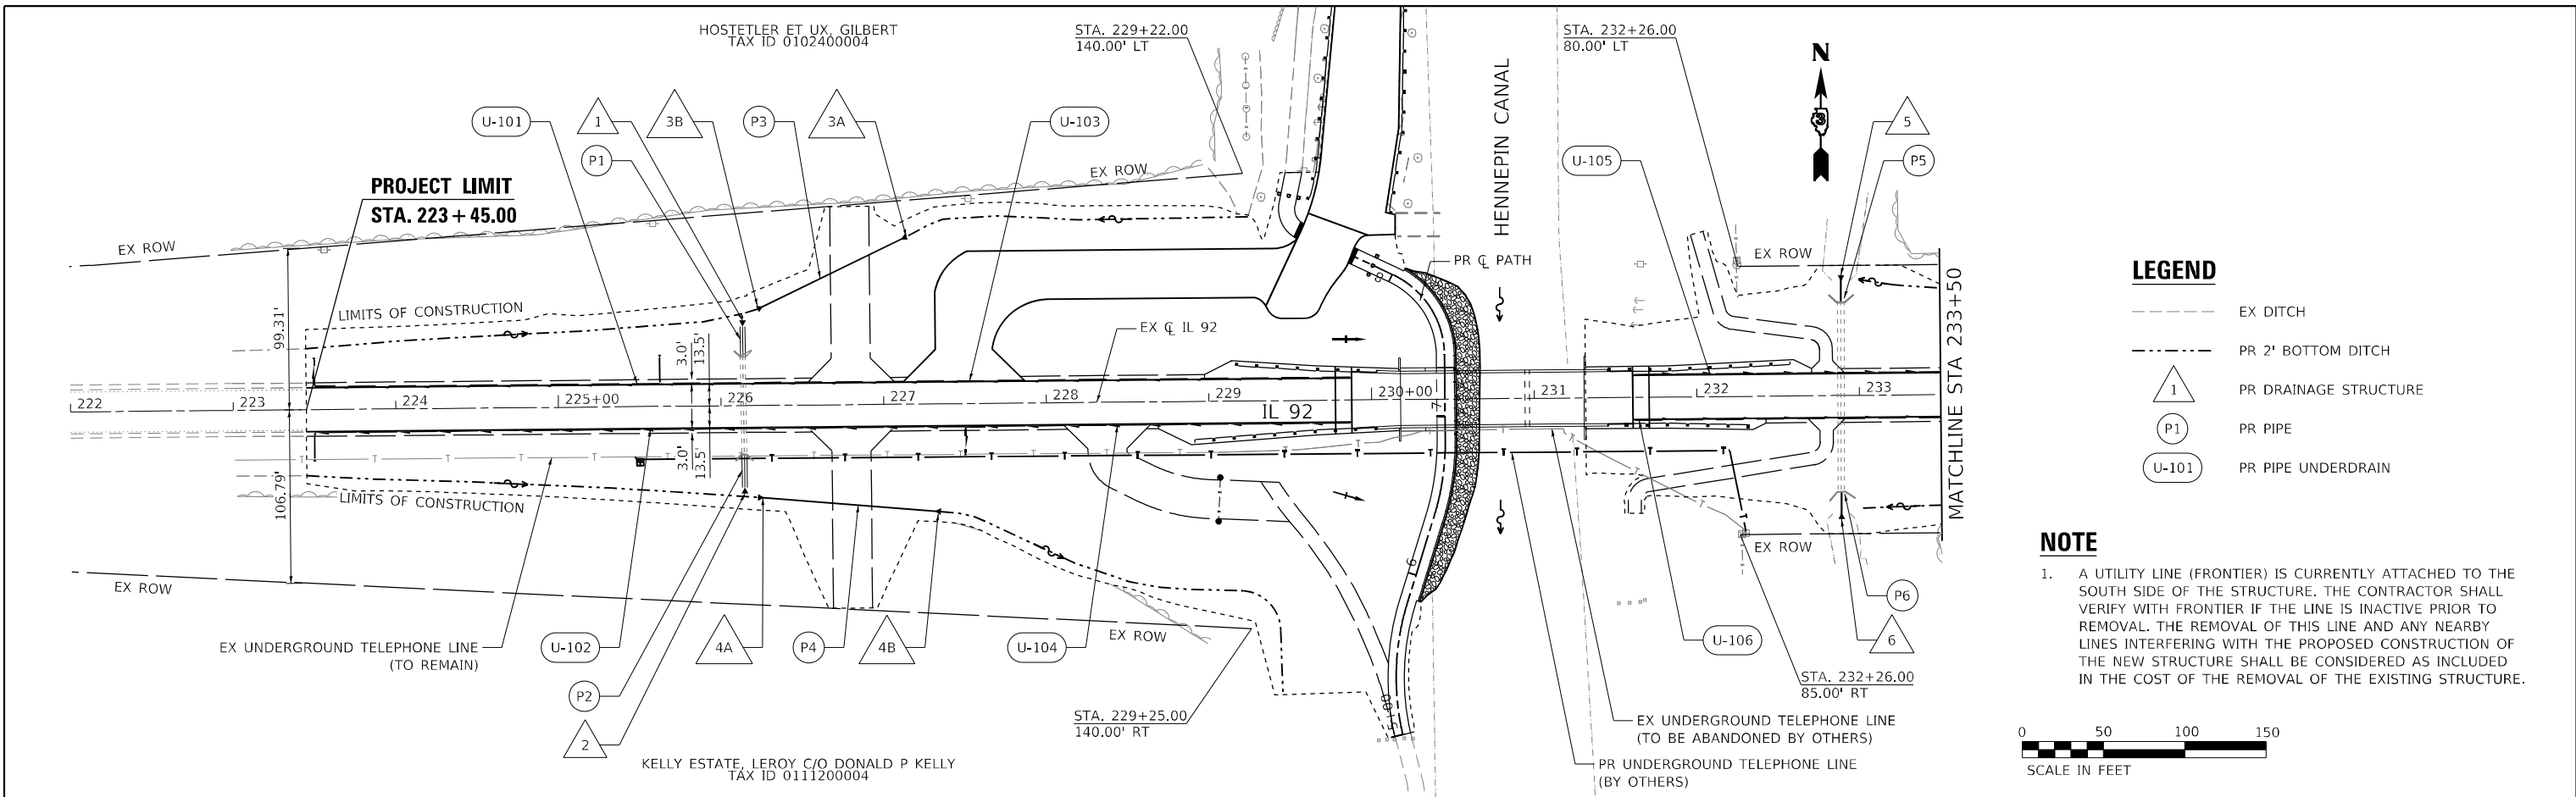 HOSTETLER ET UX, GILBERT
TAX ID 0102400004
STA. 229+22.00
140.00' LT
STA. 232+26.00
80.00' LT
N
3
HENNEPIN CANAL
U-101
1
3B
P3
3A
U-103
P1
U-105
5
P5
PROJECT LIMIT
STA. 223+45.00
EX ROW
EX ROW
EX ROW
PR ℄ PATH
LIMITS OF CONSTRUCTION
EX ℄ IL 92
99.31'
3.0'
13.5'
222
223
224
225+00
226
227
228
229
230+00
231
232
233
IL 92
7
MATCHLINE STA 233+50
3.0'
13.5'
106.79'
LIMITS OF CONSTRUCTION
EX ROW
EX ROW
EX ROW
6
EX UNDERGROUND TELEPHONE LINE
(TO REMAIN)
U-102
4A
P4
4B
U-104
P2
2
P6
6
U-106
STA. 232+26.00
85.00' RT
STA. 229+25.00
140.00' RT
5+00
EX UNDERGROUND TELEPHONE LINE
(TO BE ABANDONED BY OTHERS)
PR UNDERGROUND TELEPHONE LINE
(BY OTHERS)
KELLY ESTATE, LEROY C/O DONALD P KELLY
TAX ID 0111200004
LEGEND
EX DITCH
PR 2' BOTTOM DITCH
1
PR DRAINAGE STRUCTURE
P1
PR PIPE
U-101
PR PIPE UNDERDRAIN
NOTE
1. A UTILITY LINE (FRONTIER) IS CURRENTLY ATTACHED TO THE
SOUTH SIDE OF THE STRUCTURE. THE CONTRACTOR SHALL
VERIFY WITH FRONTIER IF THE LINE IS INACTIVE PRIOR TO
REMOVAL. THE REMOVAL OF THIS LINE AND ANY NEARBY
LINES INTERFERING WITH THE PROPOSED CONSTRUCTION OF
THE NEW STRUCTURE SHALL BE CONSIDERED AS INCLUDED
IN THE COST OF THE REMOVAL OF THE EXISTING STRUCTURE.
0 50 100 150
SCALE IN FEET